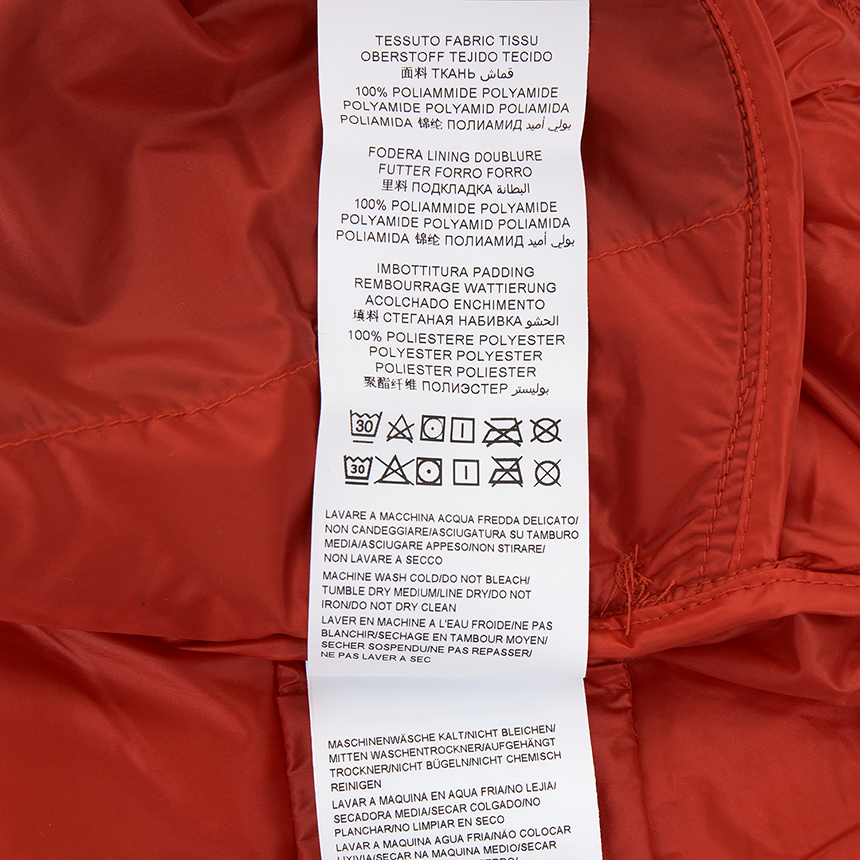 TESSUTO FABRIC TISSU
OBERSTOFF TEJIDO TECIDO
面料 ТКАНЬ قماش
100% POLIAMMIDE POLYAMIDE
POLYAMIDE POLYAMID POLIAMIDA
POLIAMIDA 锦纶 ПОЛИАМИД بولي أميد
FODERA LINING DOUBLURE
FUTTER FORRO FORRO
里料 ПОДКЛАДКА البطانة
100% POLIAMMIDE POLYAMIDE
POLYAMIDE POLYAMID POLIAMIDA
POLIAMIDA 锦纶 ПОЛИАМИД بولي أميد
IMBOTTITURA PADDING
REMBOURRAGE WATTIERUNG
ACOLCHADO ENCHIMENTO
填料 СТЕГАНАЯ НАБИВКА الحشو
100% POLIESTERE POLYESTER
POLYESTER POLYESTER
POLIESTER POLIESTER
聚酯纤维 ПОЛИЭСТЕР بوليستر
30
30
LAVARE A MACCHINA ACQUA FREDDA DELICATO/
NON CANDEGGIARE/ASCIUGATURA SU TAMBURO
MEDIA/ASCIUGARE APPESO/NON STIRARE/
NON LAVARE A SECCO
MACHINE WASH COLD/DO NOT BLEACH/
TUMBLE DRY MEDIUM/LINE DRY/DO NOT
IRON/DO NOT DRY CLEAN
LAVER EN MACHINE A L'EAU FROIDE/NE PAS
BLANCHIR/SECHAGE EN TAMBOUR MOYEN/
SECHER SOSPENDU/NE PAS REPASSER/
NE PAS LAVER A SEC
MASCHINENWÄSCHE KALT/NICHT BLEICHEN/
MITTEN WASCHENTROCKNER/AUFGEHÄNGT
TROCKNER/NICHT BÜGELN/NICHT CHEMISCH
REINIGEN
LAVAR A MAQUINA EN AQUA FRIA/NO LEJIA/
SECADORA MEDIA/SECAR COLGADO/NO
PLANCHAR/NO LIMPIAR EN SECO
LAVAR A MAQUINA AGUA FRIA/NÃO COLOCAR
LIXIVIA/SECAR NA MAQUINA MEDIO/SECAR